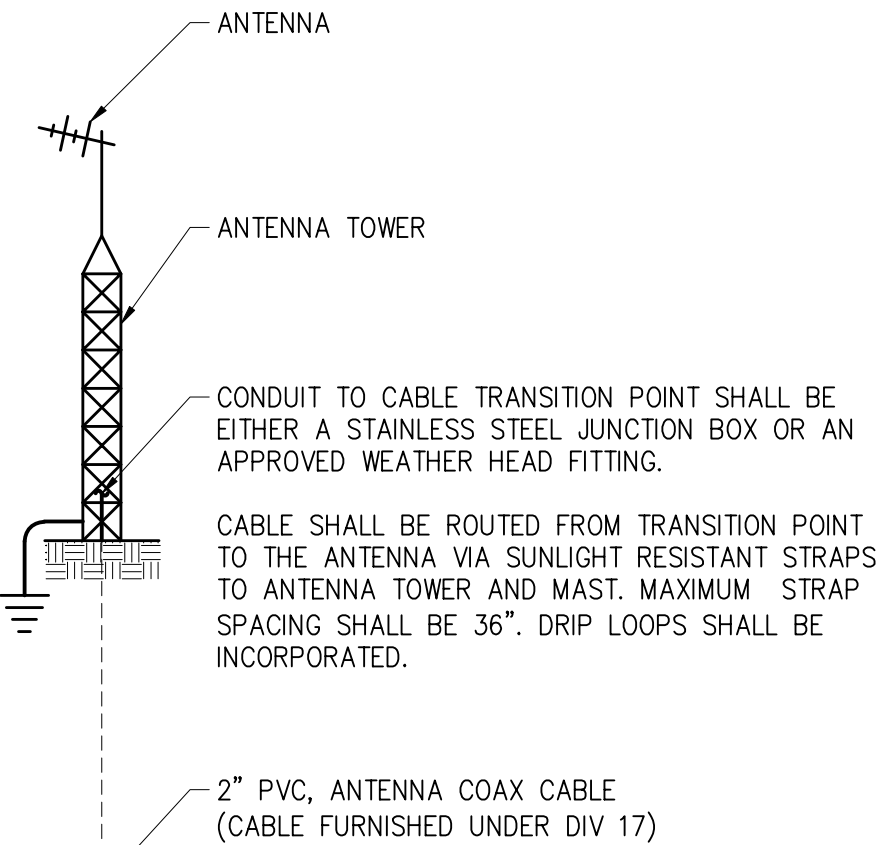 ANTENNA
ANTENNA TOWER
CONDUIT TO CABLE TRANSITION POINT SHALL BE
EITHER A STAINLESS STEEL JUNCTION BOX OR AN
APPROVED WEATHER HEAD FITTING.
CABLE SHALL BE ROUTED FROM TRANSITION POINT
TO THE ANTENNA VIA SUNLIGHT RESISTANT STRAPS
TO ANTENNA TOWER AND MAST. MAXIMUM STRAP
SPACING SHALL BE 36”. DRIP LOOPS SHALL BE
INCORPORATED.
2” PVC, ANTENNA COAX CABLE
(CABLE FURNISHED UNDER DIV 17)